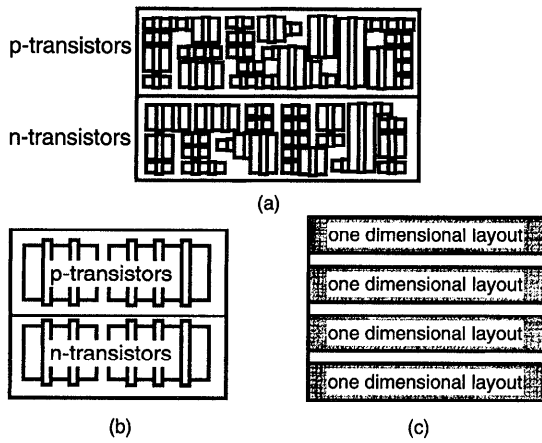 p-transistors
n-transistors
(a)
p-transistors
n-transistors
(b)
one dimensional layout
one dimensional layout
one dimensional layout
one dimensional layout
(c)